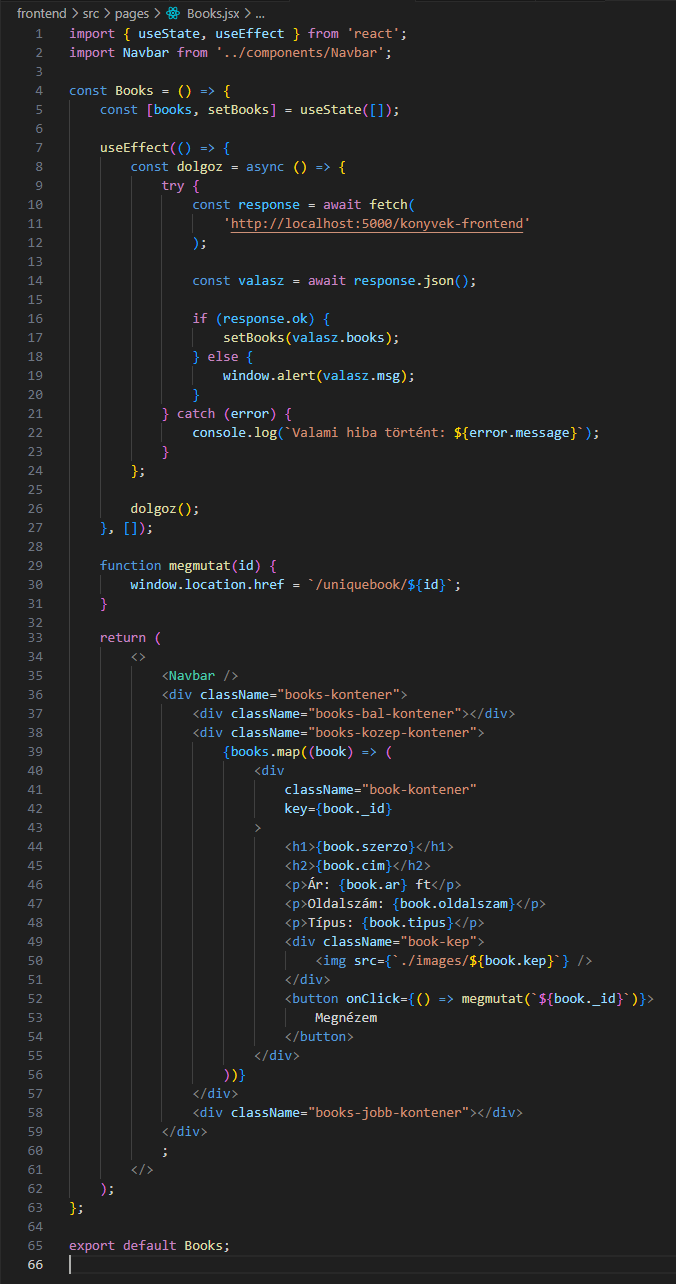 frontend > src > pages > Books.jsx > ...
1 import { useState, useEffect } from 'react';
2 import Navbar from '../components/Navbar';
3
4 const Books = () => {
5     const [books, setBooks] = useState([]);
6
7     useEffect(() => {
8         const dolgoz = async () => {
9             try {
10                 const response = await fetch(
11                     'http://localhost:5000/konyvek-frontend'
12                 );
13
14                 const valasz = await response.json();
15
16                 if (response.ok) {
17                     setBooks(valasz.books);
18                 } else {
19                     window.alert(valasz.msg);
20                 }
21             } catch (error) {
22                 console.log(`Valami hiba történt: ${error.message}`);
23             }
24         };
25
26         dolgoz();
27     }, []);
28
29     function megmutat(id) {
30         window.location.href = `/uniquebook/${id}`;
31     }
32
33     return (
34         <>
35             <Navbar />
36             <div className="books-kontener">
37                 <div className="books-bal-kontener"></div>
38                 <div className="books-kozep-kontener">
39                     {books.map((book) => (
40                         <div
41                             className="book-kontener"
42                             key={book._id}
43                         >
44                             <h1>{book.szerzo}</h1>
45                             <h2>{book.cim}</h2>
46                             <p>Ár: {book.ar} ft</p>
47                             <p>Oldalszám: {book.oldalszam}</p>
48                             <p>Típus: {book.tipus}</p>
49                             <div className="book-kep">
50                                 <img src={`./images/${book.kep}`} />
51                             </div>
52                             <button onClick={() => megmutat(`${book._id}`)}>
53                                 Megnézem
54                             </button>
55                         </div>
56                     ))}
57                 </div>
58                 <div className="books-jobb-kontener"></div>
59             </div>
60             ;
61         </>
62     );
63 };
64
65 export default Books;
66